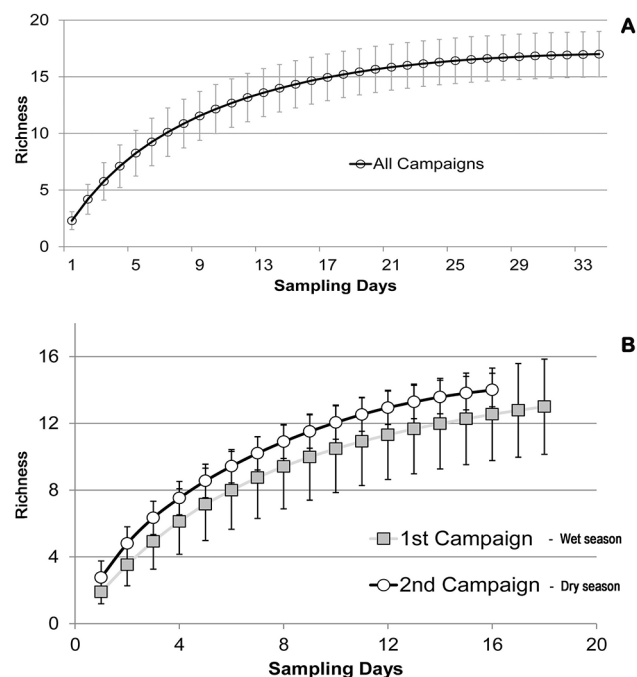 A
20
15
10
5
0
Richness
All Campaigns
1 5 9 13 17 21 25 29 33
Sampling Days
B
16
12
8
4
0
Richness
1st Campaign - Wet season
2nd Campaign - Dry season
0 4 8 12 16 20
Sampling Days